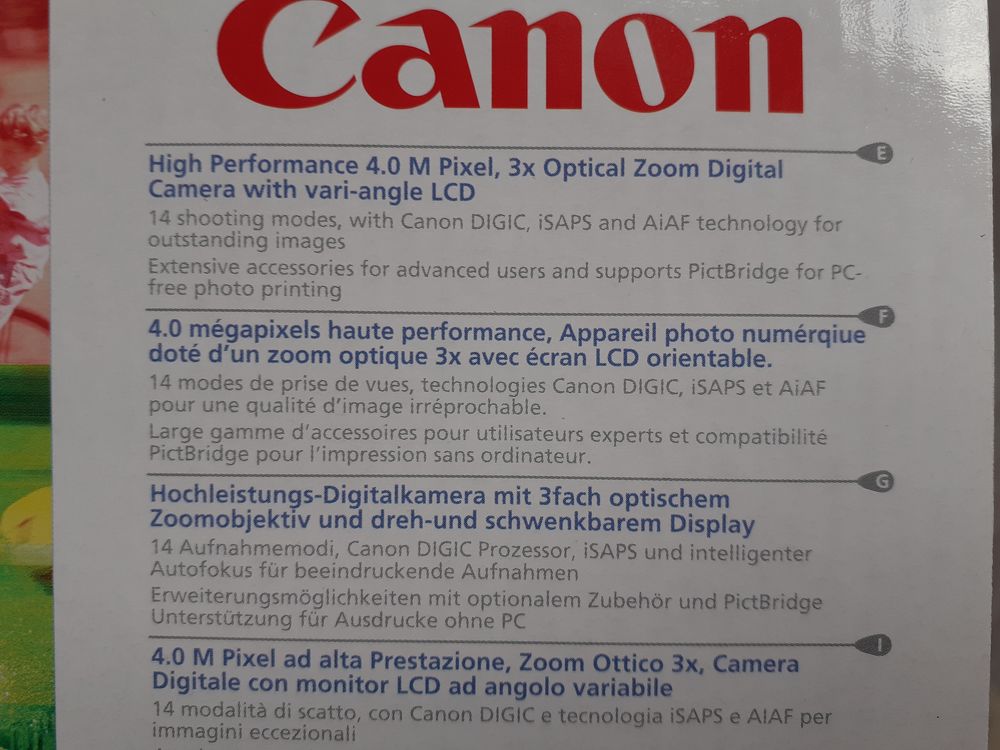 Canon
E
High Performance 4.0 M Pixel, 3x Optical Zoom Digital
Camera with vari-angle LCD
14 shooting modes, with Canon DIGIC, iSAPS and AiAF technology for
outstanding images
Extensive accessories for advanced users and supports PictBridge for PC-
free photo printing
F
4.0 mégapixels haute performance, Appareil photo numérqiue
doté d'un zoom optique 3x avec écran LCD orientable.
14 modes de prise de vues, technologies Canon DIGIC, iSAPS et AiAF
pour une qualité d'image irréprochable.
Large gamme d'accessoires pour utilisateurs experts et compatibilité
PictBridge pour l'impression sans ordinateur.
G
Hochleistungs-Digitalkamera mit 3fach optischem
Zoomobjektiv und dreh-und schwenkbarem Display
14 Aufnahmemodi, Canon DIGIC Prozessor, iSAPS und intelligenter
Autofokus für beeindruckende Aufnahmen
Erweiterungsmöglichkeiten mit optionalem Zubehör und PictBridge
Unterstützung für Ausdrucke ohne PC
I
4.0 M Pixel ad alta Prestazione, Zoom Ottico 3x, Camera
Digitale con monitor LCD ad angolo variabile
14 modalità di scatto, con Canon DIGIC e tecnologia iSAPS e AIAF per
immagini eccezionali